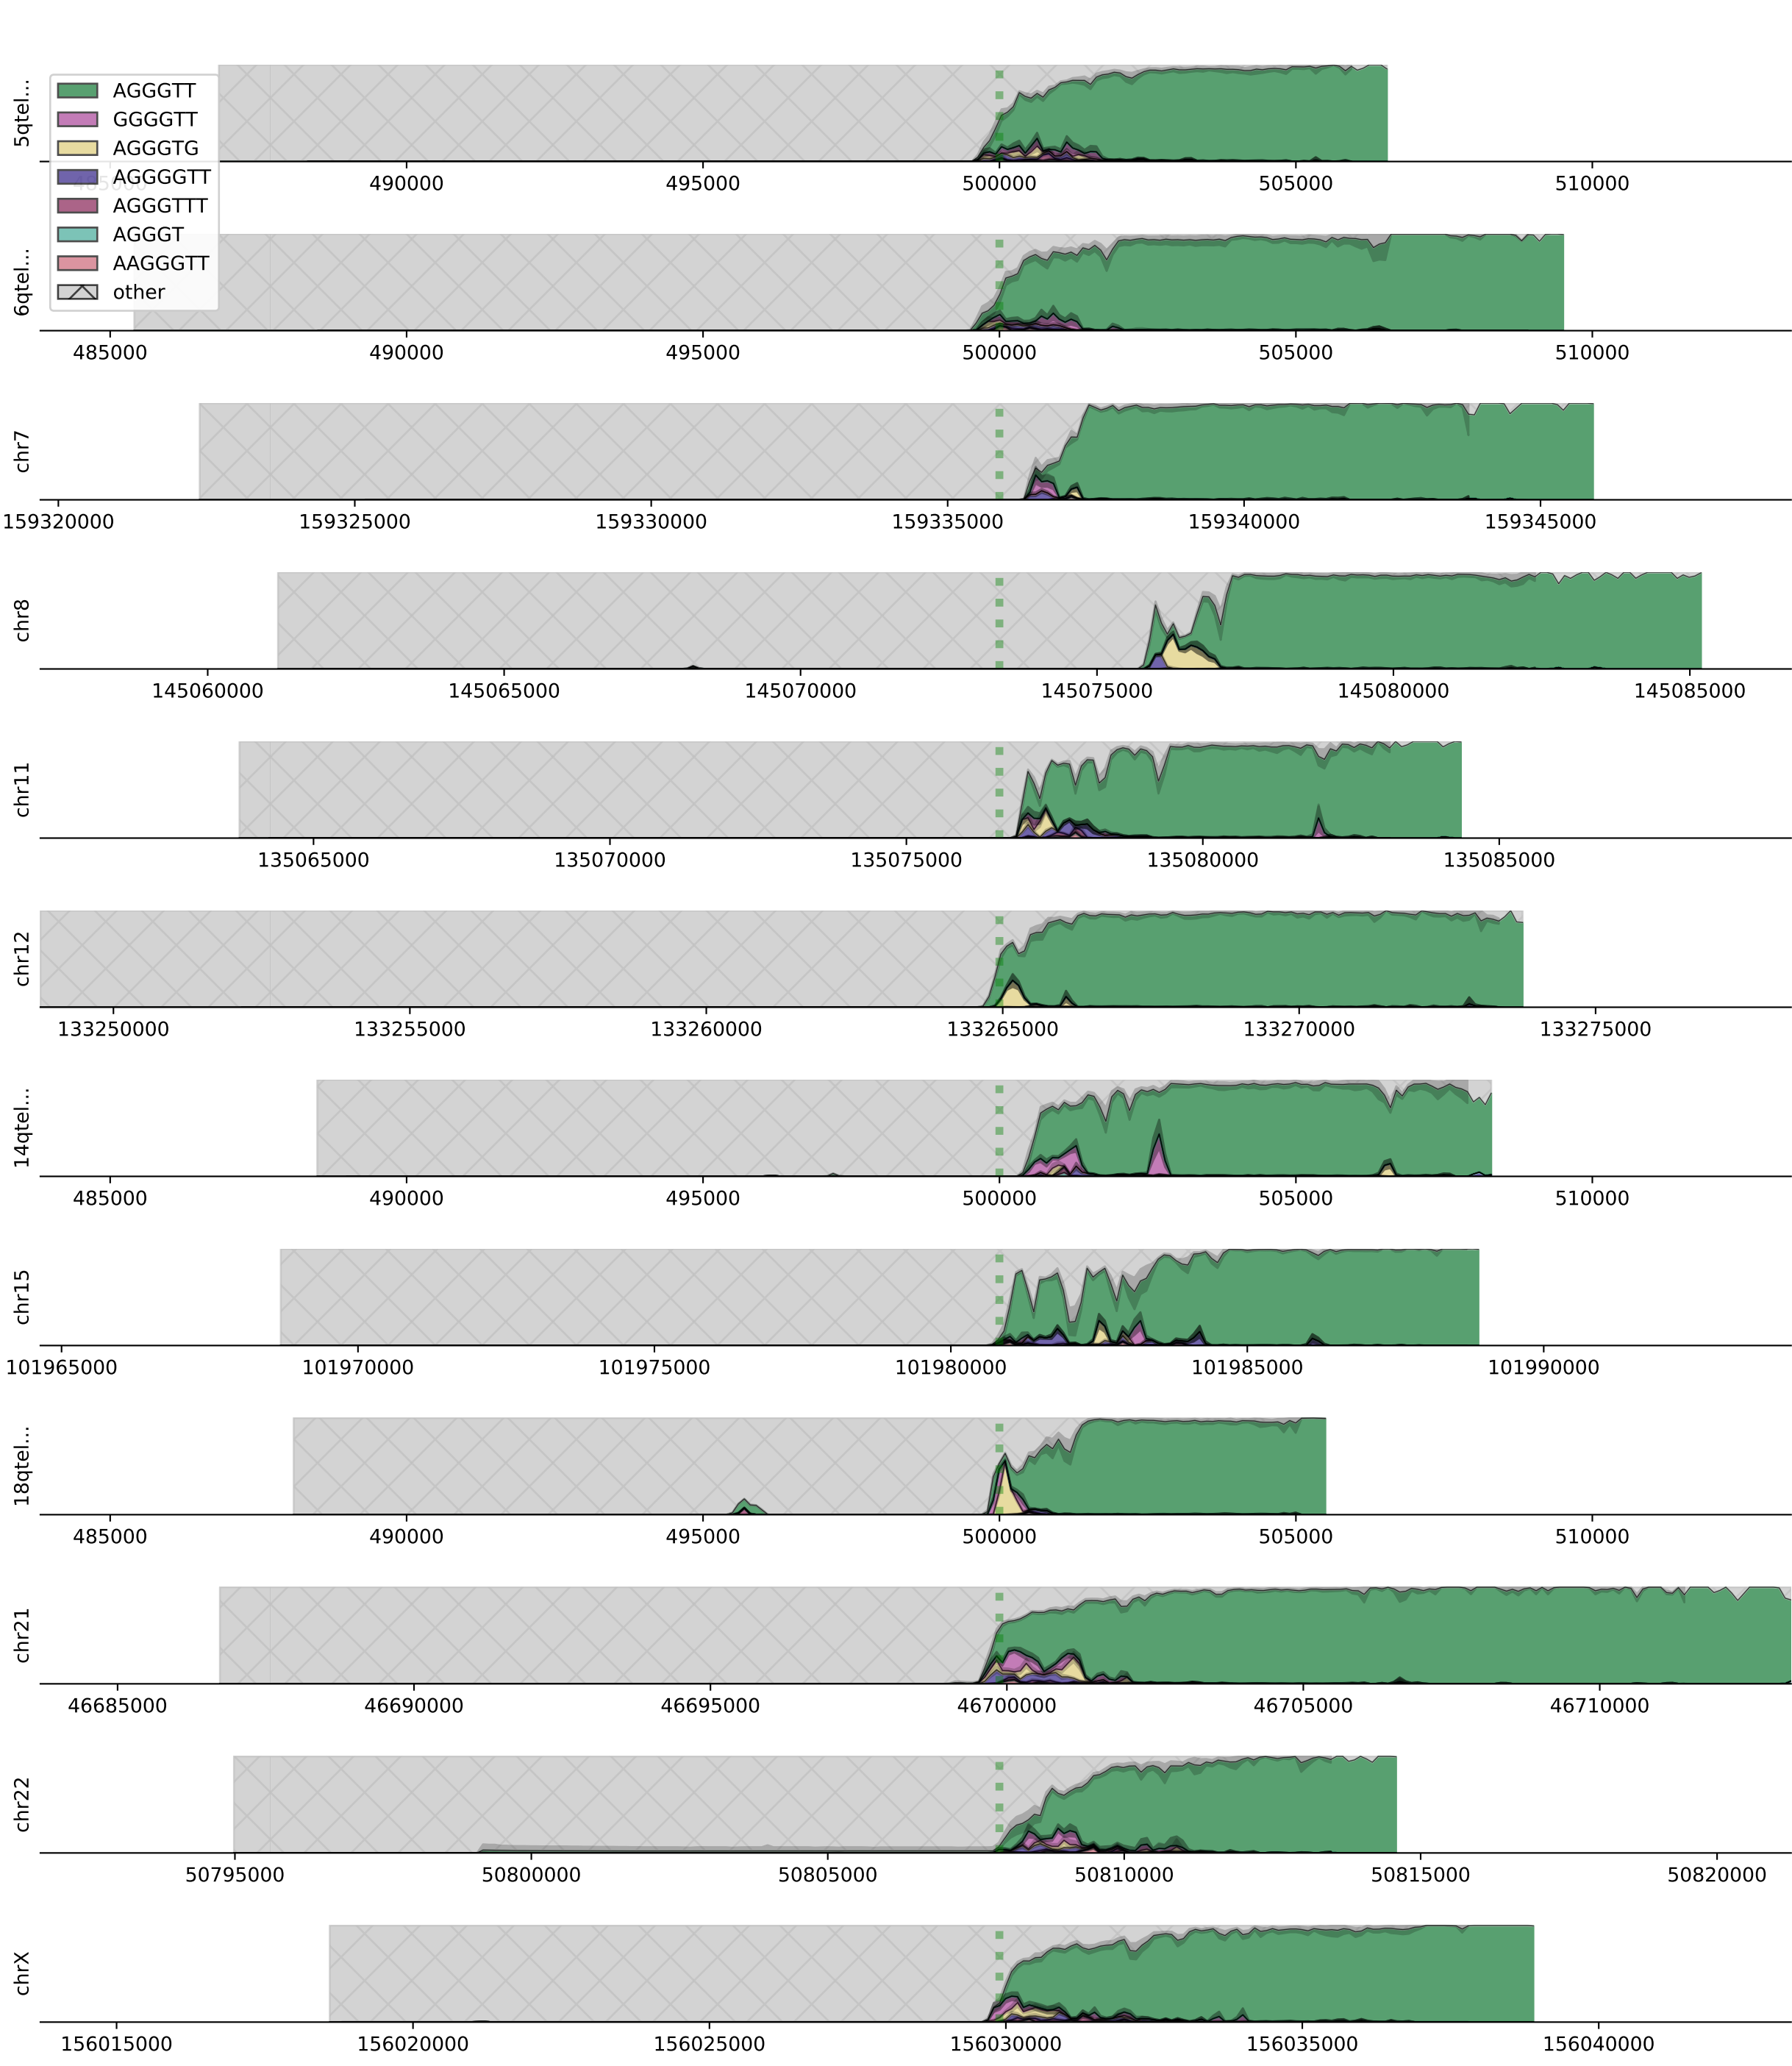 5qtel...
AGGGTT
GGGGTT
AGGGTG
AGGGGTT
AGGGTTT
AGGGT
AAGGGTT
other
485000 490000 495000 500000 505000 510000
6qtel...
485000 490000 495000 500000 505000 510000
chr7
159320000 159325000 159330000 159335000 159340000 159345000
chr8
145060000 145065000 145070000 145075000 145080000 145085000
chr11
135065000 135070000 135075000 135080000 135085000
chr12
133250000 133255000 133260000 133265000 133270000 133275000
14qtel...
485000 490000 495000 500000 505000 510000
chr15
101965000 101970000 101975000 101980000 101985000 101990000
18qtel...
485000 490000 495000 500000 505000 510000
chr21
46685000 46690000 46695000 46700000 46705000 46710000
chr22
50795000 50800000 50805000 50810000 50815000 50820000
chrX
156015000 156020000 156025000 156030000 156035000 156040000